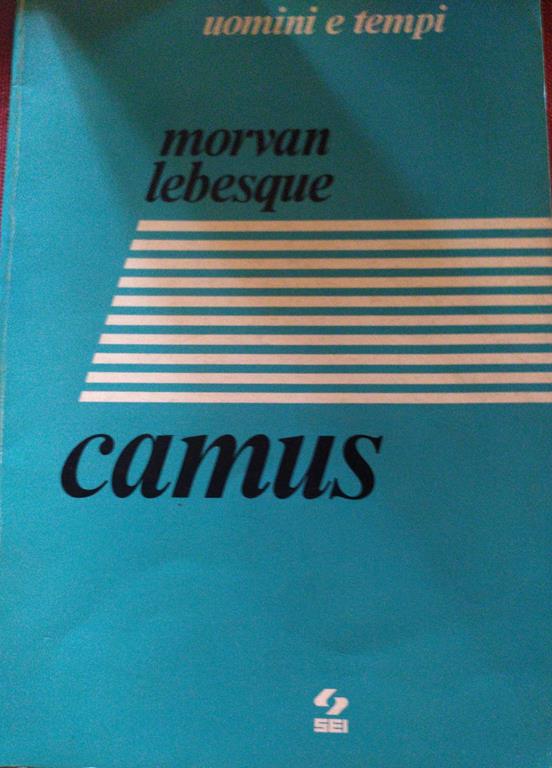 uomini e tempi
morvan
lebesque
camus
SEI